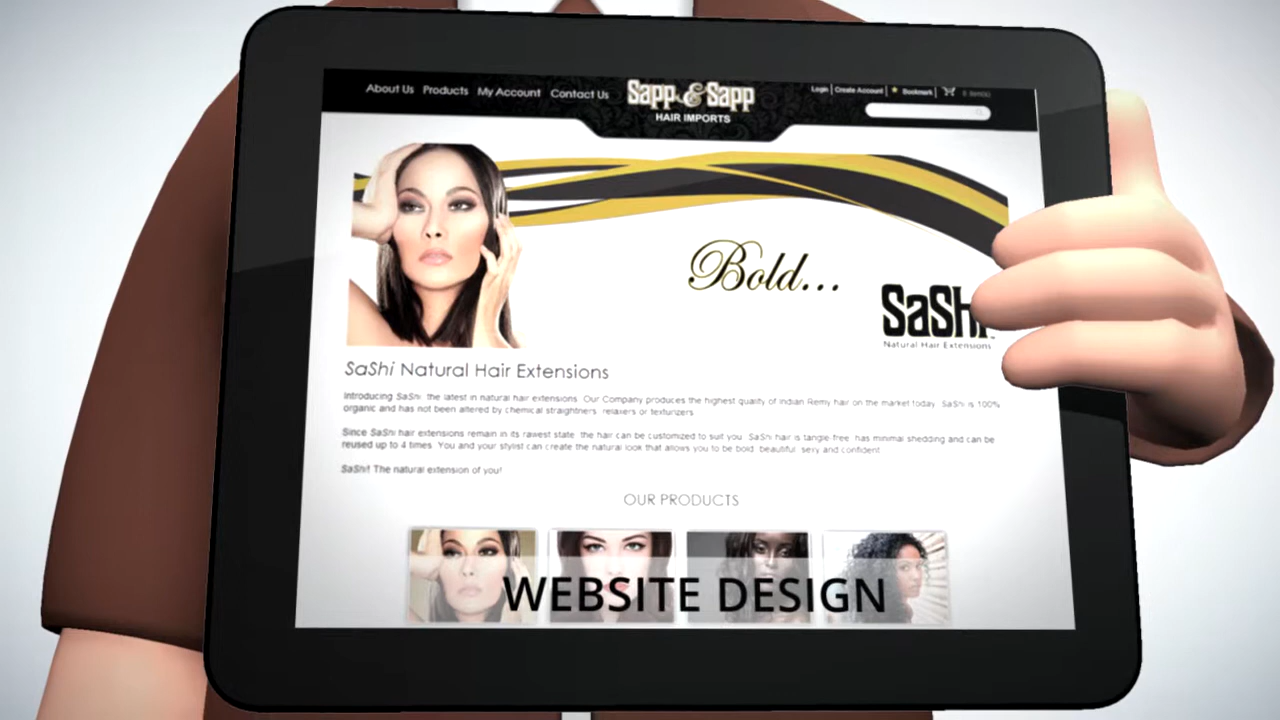 About Us Products My Account Contact Us
Sapp & Sapp
HAIR IMPORTS
Login | Create Account | Bookmark | 0 item(s)
Bold...
SaShi
Natural Hair Extensions
SaShi Natural Hair Extensions
Introducing SaShi the latest in natural hair extensions. Our Company produces the highest quality of Indian Remy hair on the market today. SaShi is 100%
organic and has not been altered by chemical straightners, relaxers or texturizers.
Since SaShi hair extensions remain in its rawest state, the hair can be customized to suit you. SaShi hair is tangle-free, has minimal shedding and can be
reused up to 4 times. You and your stylist can create the natural look that allows you to be bold, beautiful, sexy and confident.
SaShi! The natural extension of you!
OUR PRODUCTS
WEBSITE DESIGN